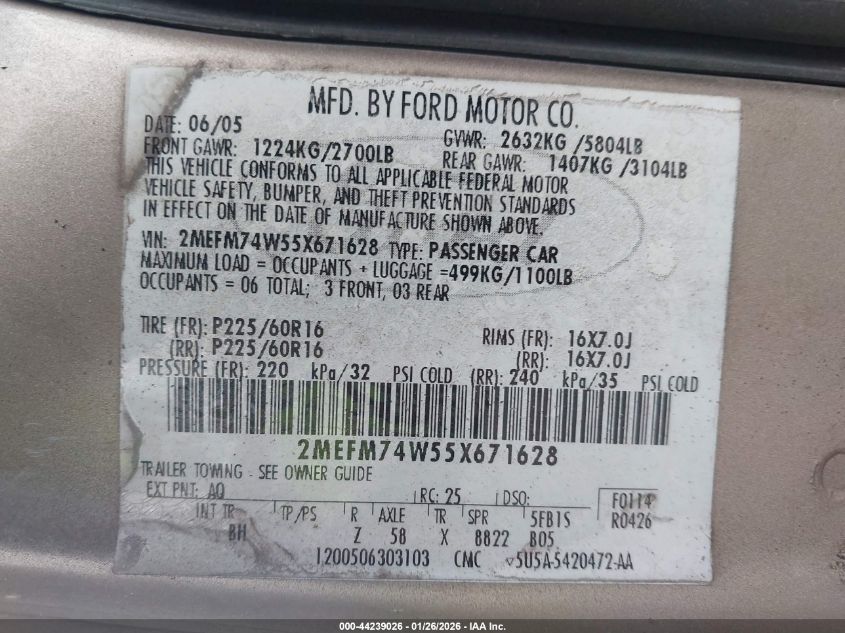 MFD. BY FORD MOTOR CO.
DATE: 06/05 GVWR: 2632KG /5804LB
FRONT GAWR: 1224KG/2700LB REAR GAWR: 1407KG /3104LB
THIS VEHICLE CONFORMS TO ALL APPLICABLE FEDERAL MOTOR
VEHICLE SAFETY, BUMPER, AND THEFT PREVENTION STANDARDS
IN EFFECT ON THE DATE OF MANUFACTURE SHOWN ABOVE.
VIN: 2MEFM74W55X671628 TYPE: PASSENGER CAR
MAXIMUM LOAD = OCCUPANTS + LUGGAGE =499KG/1100LB
OCCUPANTS = 06 TOTAL; 3 FRONT, 03 REAR
TIRE (FR): P225/60R16 RIMS (FR): 16X7.0J
(RR): P225/60R16 (RR): 16X7.0J
PRESSURE (FR): 220 kPa/32 PSI COLD (RR): 240 kPa/35 PSI COLD
2MEFM74W55X671628
TRAILER TOWING - SEE OWNER GUIDE
EXT PNT: AQ RC: 25 DSO: F0114
INT TR TP/PS R AXLE TR SPR 5FB1S R0426
BH Z 58 X 8822 B05
1200506303103 CMC v5U5A-5420472-AA
000-44239026 | 01/26/2026 | IAA Inc.